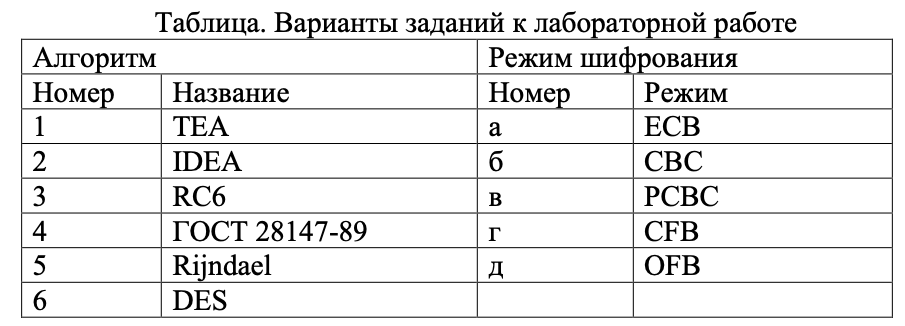 Таблица. Варианты заданий к лабораторной работе
Алгоритм Режим шифрования
Номер Название Номер Режим
1 TEA а ECB
2 IDEA б CBC
3 RC6 в PCBC
4 ГОСТ 28147-89 г CFB
5 Rijndael д OFB
6 DES